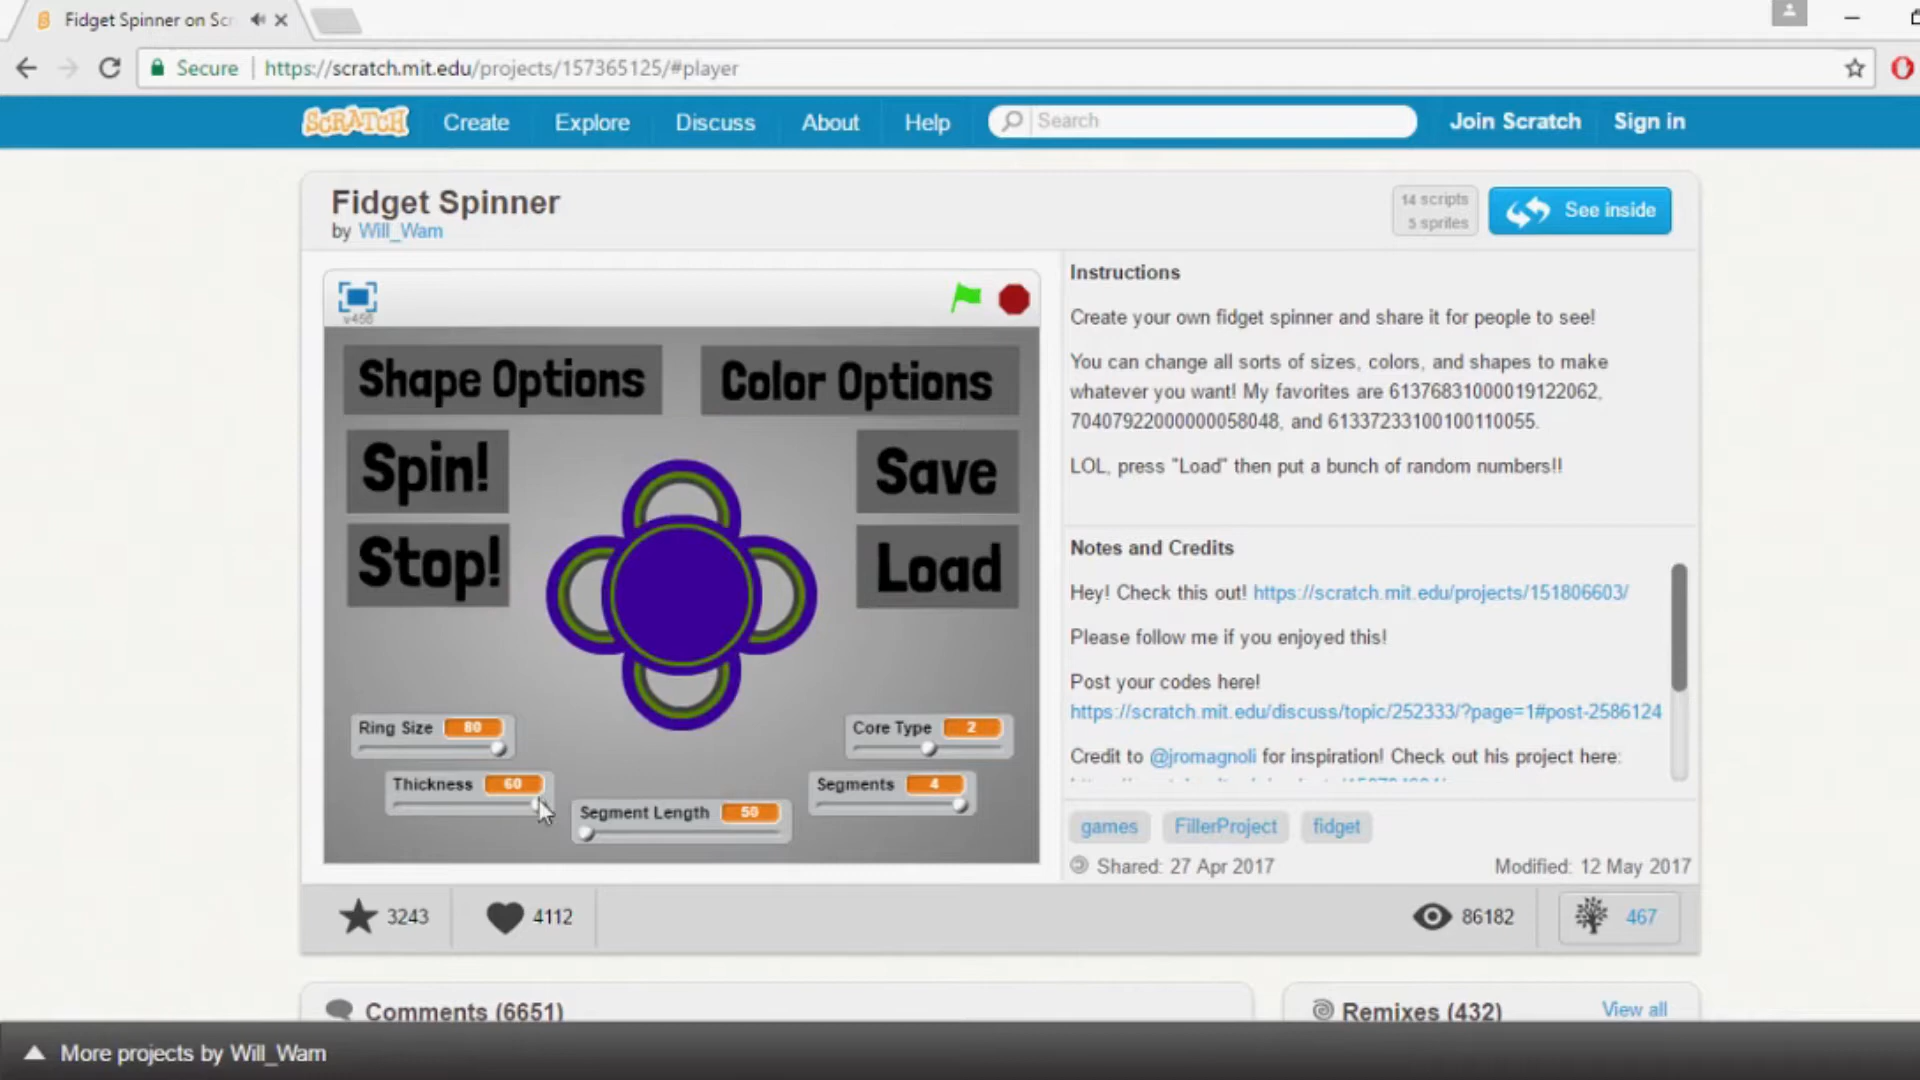 Fidget Spinner on Scr
Secure https://scratch.mit.edu/projects/157365125/#player
SCRATCH Create Explore Discuss About Help Search Join Scratch Sign in
Fidget Spinner
by Will_Wam
14 scripts
5 sprites
See inside
v456
Shape Options
Color Options
Spin!
Save
Stop!
Load
Ring Size 80
Core Type 2
Thickness 60
Segments 4
Segment Length 50
Instructions
Create your own fidget spinner and share it for people to see!
You can change all sorts of sizes, colors, and shapes to make
whatever you want! My favorites are 61376831000019122062,
70407922000000058048, and 61337233100100110055.
LOL, press "Load" then put a bunch of random numbers!!
Notes and Credits
Hey! Check this out! https://scratch.mit.edu/projects/151806603/
Please follow me if you enjoyed this!
Post your codes here!
https://scratch.mit.edu/discuss/topic/252333/?page=1#post-2586124
Credit to @jromagnoli for inspiration! Check out his project here:
games FillerProject fidget
Shared: 27 Apr 2017 Modified: 12 May 2017
3243 4112 86182 467
Comments (6651)
Remixes (432) View all
More projects by Will_Wam